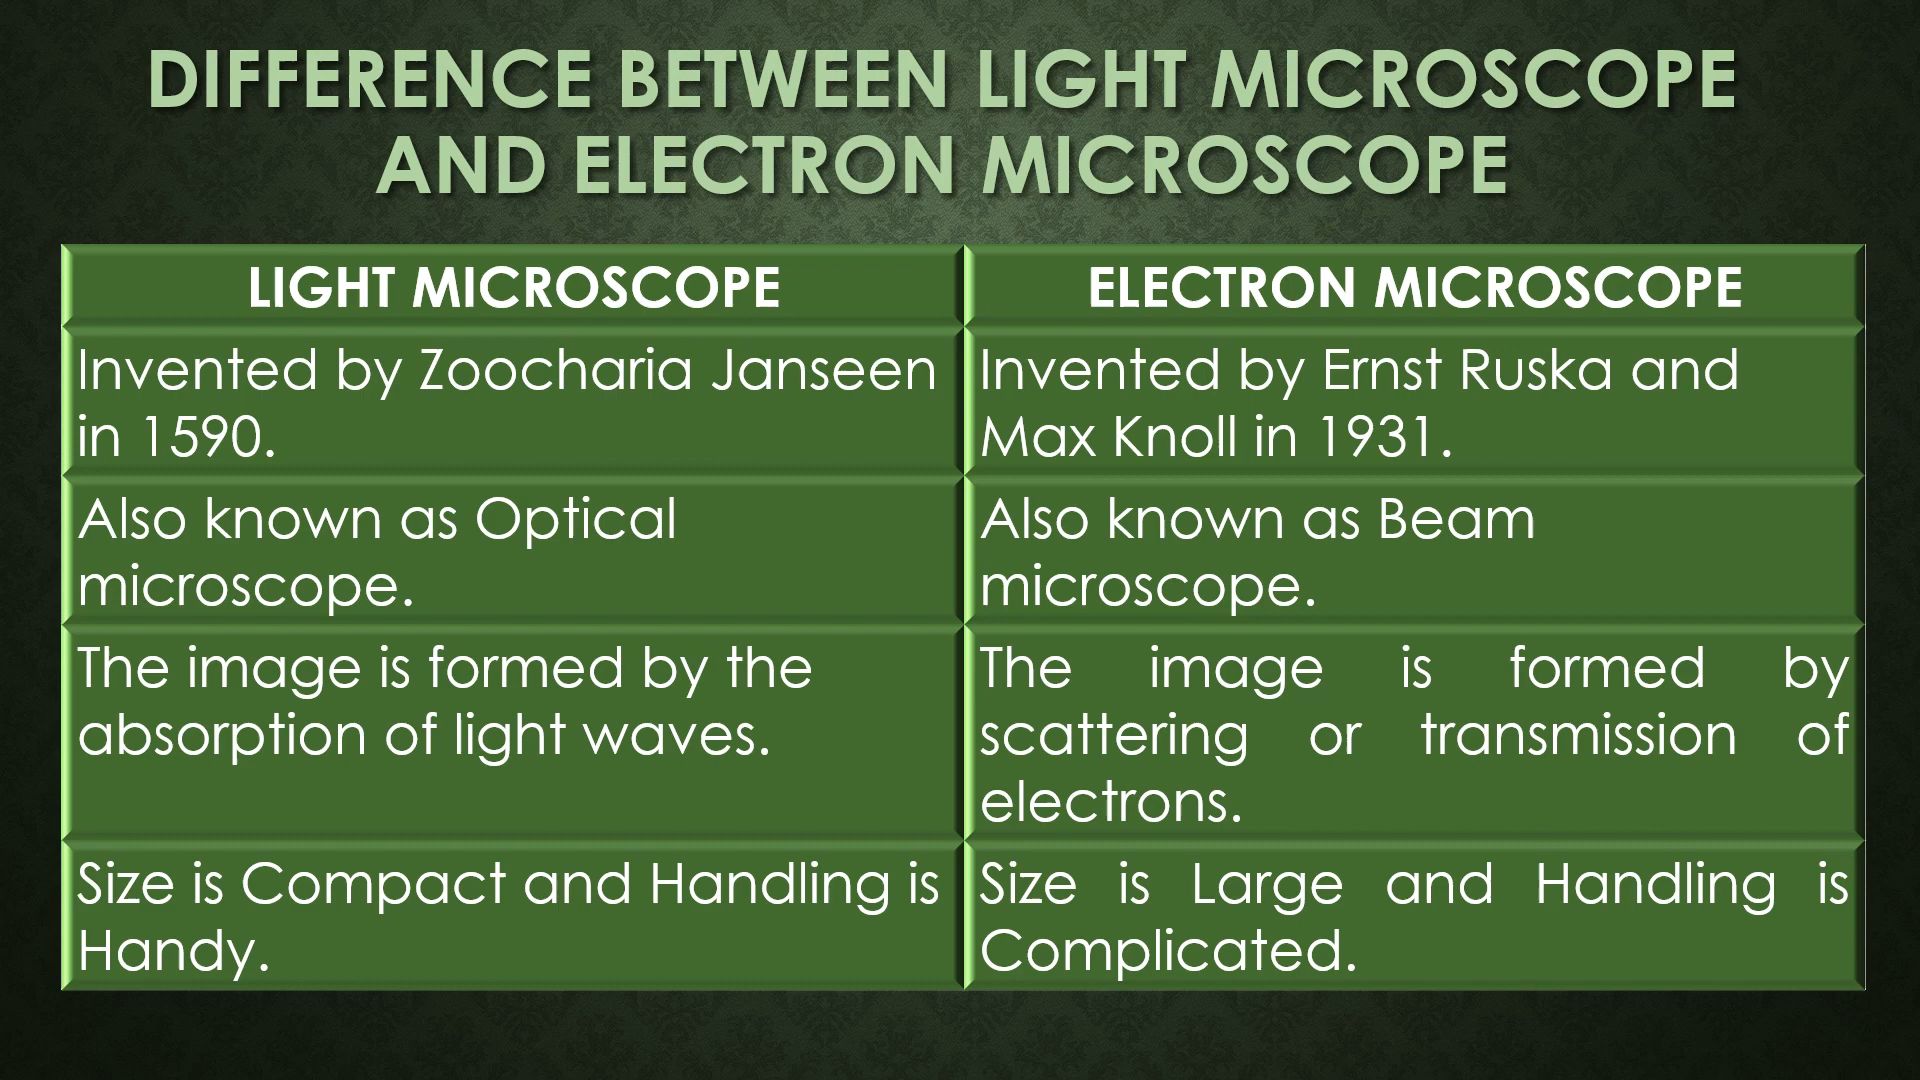 DIFFERENCE BETWEEN LIGHT MICROSCOPE
AND ELECTRON MICROSCOPE
LIGHT MICROSCOPE
ELECTRON MICROSCOPE
Invented by Zoocharia Janseen
in 1590.
Invented by Ernst Ruska and
Max Knoll in 1931.
Also known as Optical
microscope.
Also known as Beam
microscope.
The image is formed by the
absorption of light waves.
The image is formed by
scattering or transmission of
electrons.
Size is Compact and Handling is
Handy.
Size is Large and Handling is
Complicated.